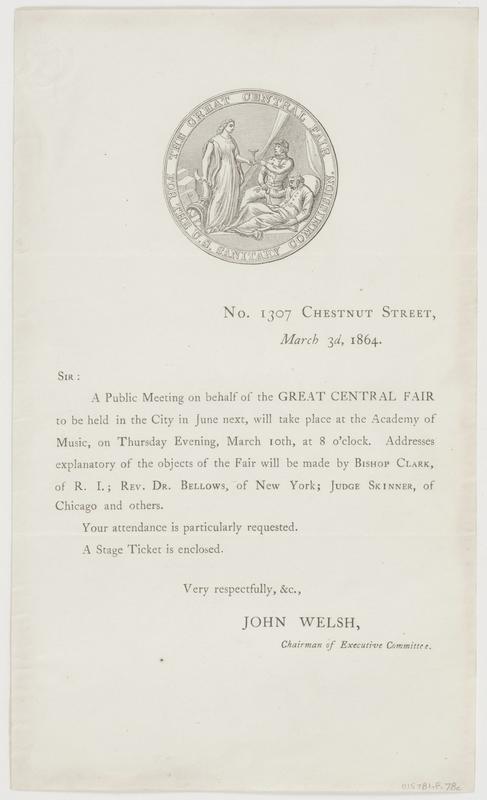 THE GREAT CENTRAL FAIR
FOR THE U.S. SANITARY COMMISSION.
No. 1307 Chestnut Street,
March 3d, 1864.
Sir:
A Public Meeting on behalf of the GREAT CENTRAL FAIR
to be held in the City in June next, will take place at the Academy of
Music, on Thursday Evening, March 10th, at 8 o'clock. Addresses
explanatory of the objects of the Fair will be made by Bishop Clark,
of R. I.; Rev. Dr. Bellows, of New York; Judge Skinner, of
Chicago and others.
Your attendance is particularly requested.
A Stage Ticket is enclosed.
Very respectfully, &c.,
JOHN WELSH,
Chairman of Executive Committee.